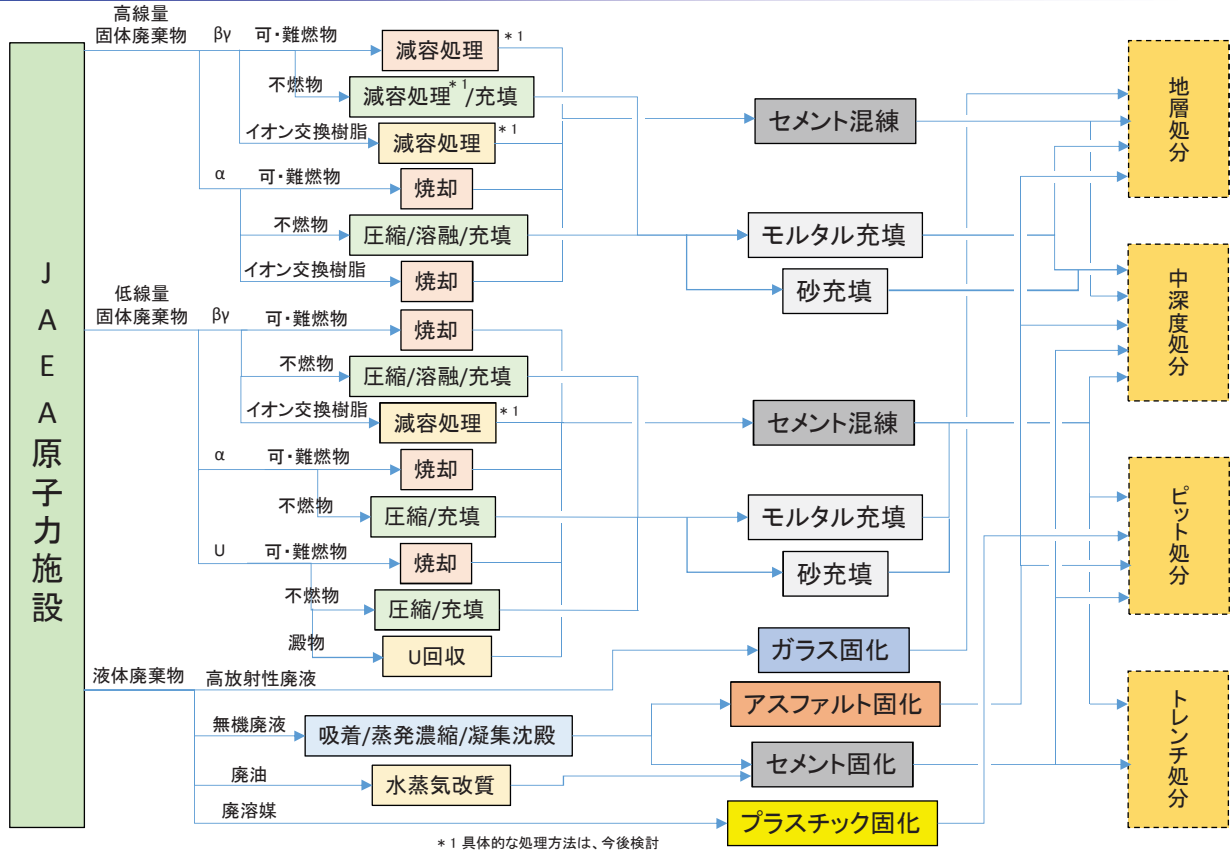 JAEA原子力施設
高線量
固体廃棄物
βγ
可・難燃物
減容処理
*1
不燃物
減容処理*1/充填
イオン交換樹脂
減容処理
*1
α
可・難燃物
焼却
不燃物
圧縮/溶融/充填
イオン交換樹脂
焼却
低線量
固体廃棄物
βγ
可・難燃物
焼却
不燃物
圧縮/溶融/充填
イオン交換樹脂
減容処理
*1
α
可・難燃物
焼却
不燃物
圧縮/充填
U
可・難燃物
焼却
不燃物
圧縮/充填
澱物
U回収
液体廃棄物
高放射性廃液
無機廃液
吸着/蒸発濃縮/凝集沈殿
廃油
水蒸気改質
廃溶媒
セメント混練
モルタル充填
砂充填
セメント混練
モルタル充填
砂充填
ガラス固化
アスファルト固化
セメント固化
プラスチック固化
地層処分
中深度処分
ピット処分
トレンチ処分
*1 具体的な処理方法は、今後検討